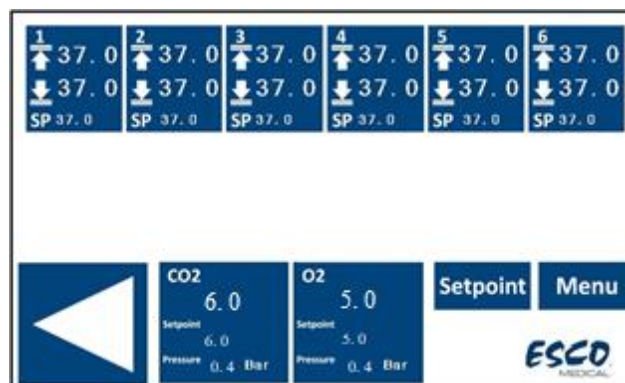 1 2 3 4 5 6
37.0 37.0 37.0 37.0 37.0 37.0
37.0 37.0 37.0 37.0 37.0 37.0
SP 37.0 SP 37.0 SP 37.0 SP 37.0 SP 37.0 SP 37.0
CO2
6.0
Setpoint
6.0
Pressure 0.4 Bar
O2
5.0
Setpoint
5.0
Pressure 0.4 Bar
Setpoint
Menu
ESCO
MEDICAL